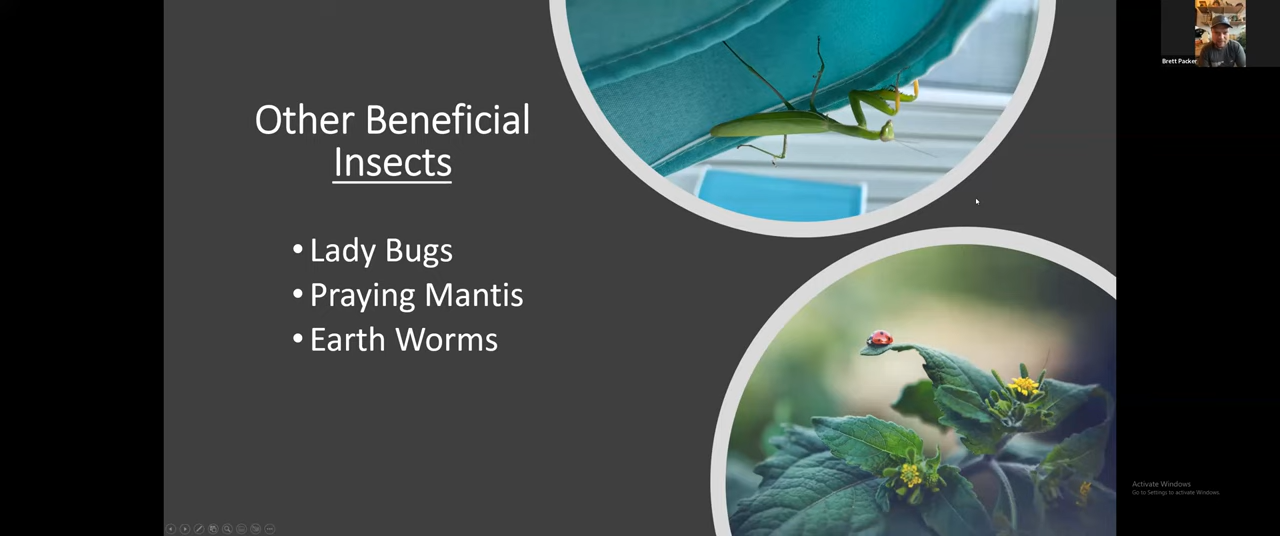 Other Beneficial
Insects
• Lady Bugs
• Praying Mantis
• Earth Worms
Brett Packer
Activate Windows
Go to Settings to activate Windows.